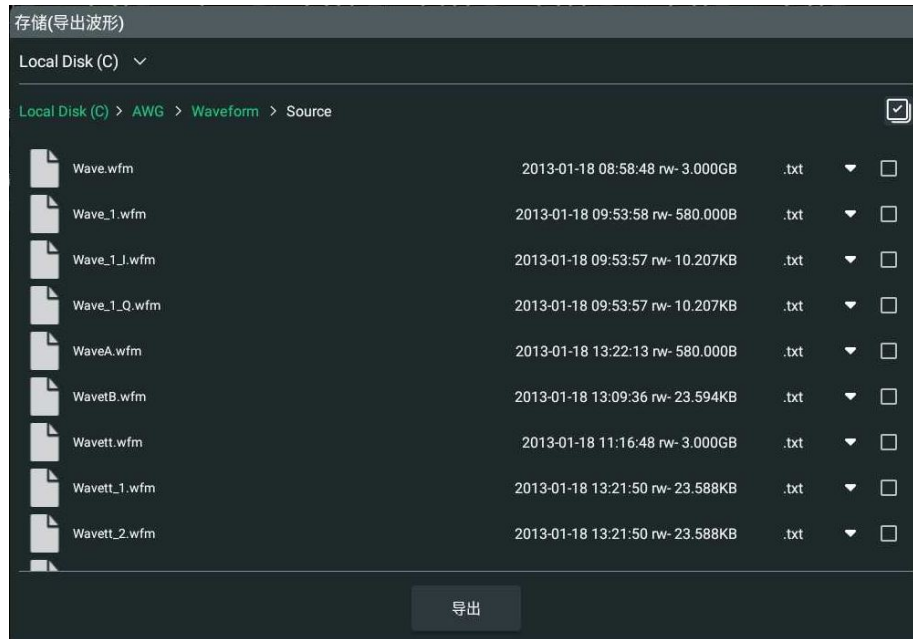 存储(导出波形)
Local Disk (C)
Local Disk (C) > AWG > Waveform > Source
Wave.wfm 2013-01-18 08:58:48 rw- 3.000GB .txt
Wave_1.wfm 2013-01-18 09:53:58 rw- 580.000B .txt
Wave_1_I.wfm 2013-01-18 09:53:57 rw- 10.207KB .txt
Wave_1_Q.wfm 2013-01-18 09:53:57 rw- 10.207KB .txt
WaveA.wfm 2013-01-18 13:22:13 rw- 580.000B .txt
WavetB.wfm 2013-01-18 13:09:36 rw- 23.594KB .txt
Wavett.wfm 2013-01-18 11:16:48 rw- 3.000GB .txt
Wavett_1.wfm 2013-01-18 13:21:50 rw- 23.588KB .txt
Wavett_2.wfm 2013-01-18 13:21:50 rw- 23.588KB .txt
导出